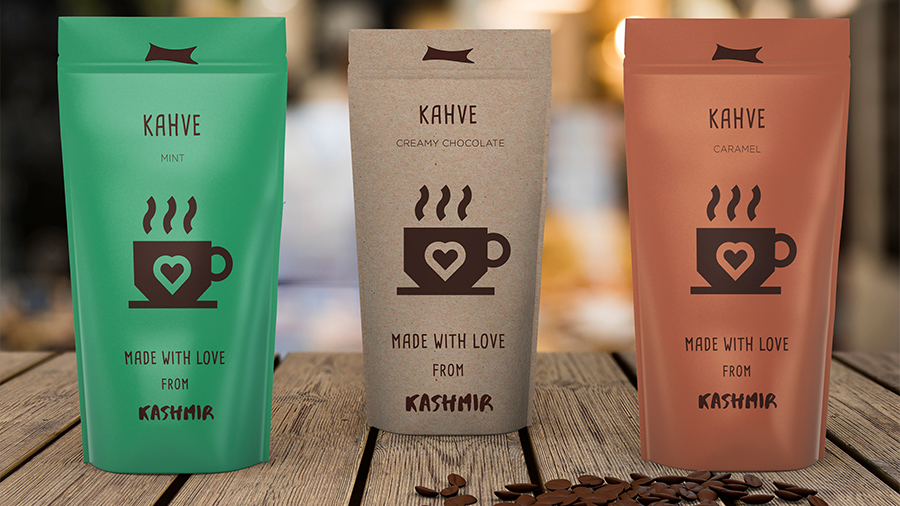 KAHVE
MINT
MADE WITH LOVE
FROM
KASHMIR
KAHVE
CREAMY CHOCOLATE
MADE WITH LOVE
FROM
KASHMIR
KAHVE
CARAMEL
MADE WITH LOVE
FROM
KASHMIR